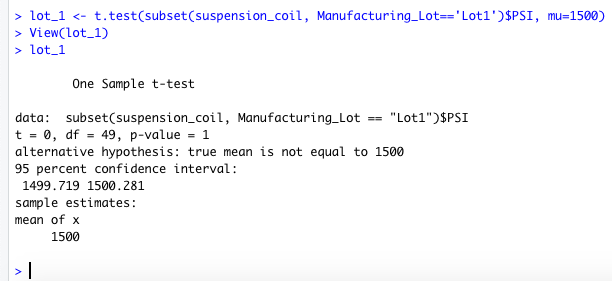 > lot_1 <- t.test(subset(suspension_coil, Manufacturing_Lot=='Lot1')$PSI, mu=1500)
> View(lot_1)
> lot_1
One Sample t-test
data:  subset(suspension_coil, Manufacturing_Lot == "Lot1")$PSI
t = 0, df = 49, p-value = 1
alternative hypothesis: true mean is not equal to 1500
95 percent confidence interval:
1499.719 1500.281
sample estimates:
mean of x
1500
>